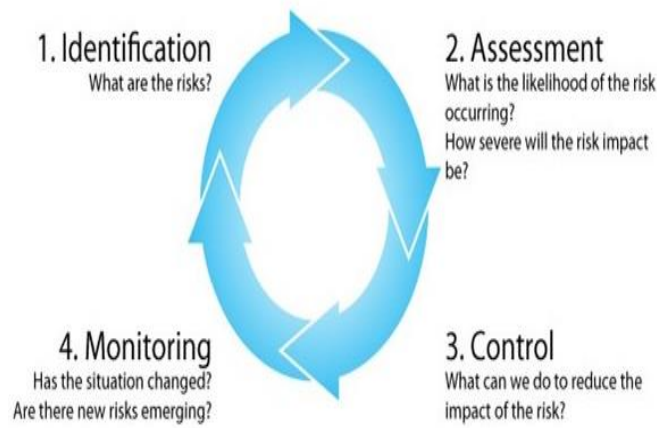 1. Identification
What are the risks?
2. Assessment
What is the likelihood of the risk
occurring?
How severe will the risk impact
be?
3. Control
What can we do to reduce the
impact of the risk?
4. Monitoring
Has the situation changed?
Are there new risks emerging?